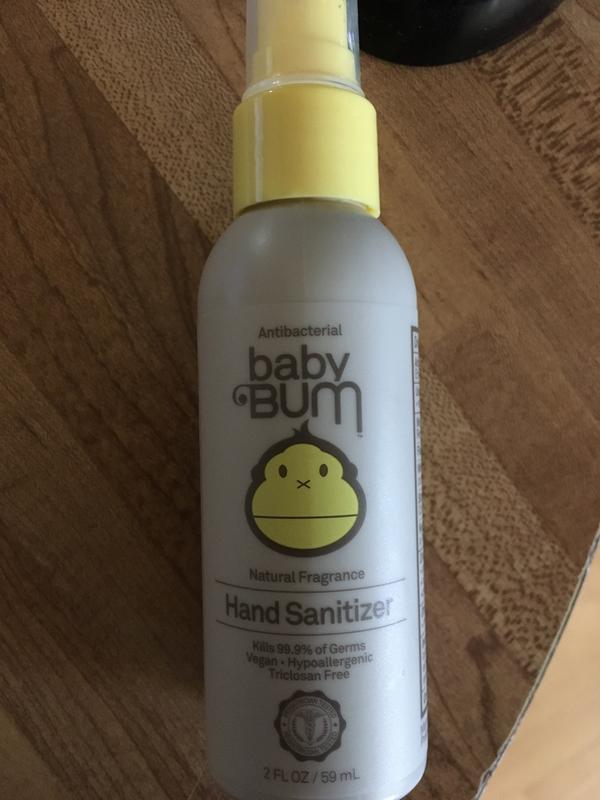 Antibacterial
baby
BUM
™
Natural Fragrance
Hand Sanitizer
Kills 99.9% of Germs
Vegan • Hypoallergenic
Triclosan Free
2 FL OZ / 59 mL